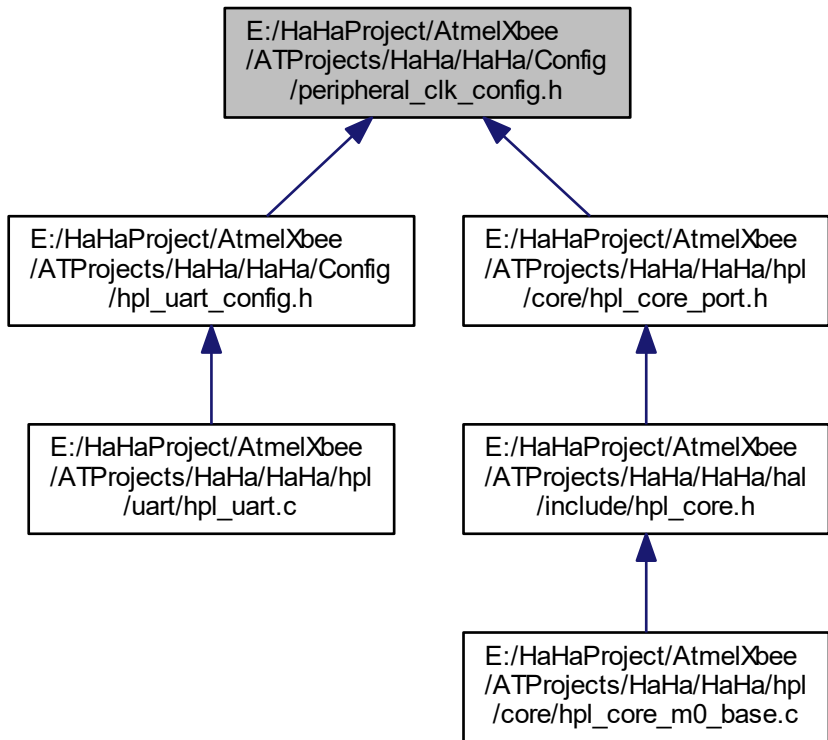 E:/HaHaProject/AtmelXbee
/ATProjects/HaHa/HaHa/Config
/peripheral_clk_config.h
E:/HaHaProject/AtmelXbee
/ATProjects/HaHa/HaHa/Config
/hpl_uart_config.h
E:/HaHaProject/AtmelXbee
/ATProjects/HaHa/HaHa/hpl
/core/hpl_core_port.h
E:/HaHaProject/AtmelXbee
/ATProjects/HaHa/HaHa/hpl
/uart/hpl_uart.c
E:/HaHaProject/AtmelXbee
/ATProjects/HaHa/HaHa/hal
/include/hpl_core.h
E:/HaHaProject/AtmelXbee
/ATProjects/HaHa/HaHa/hpl
/core/hpl_core_m0_base.c